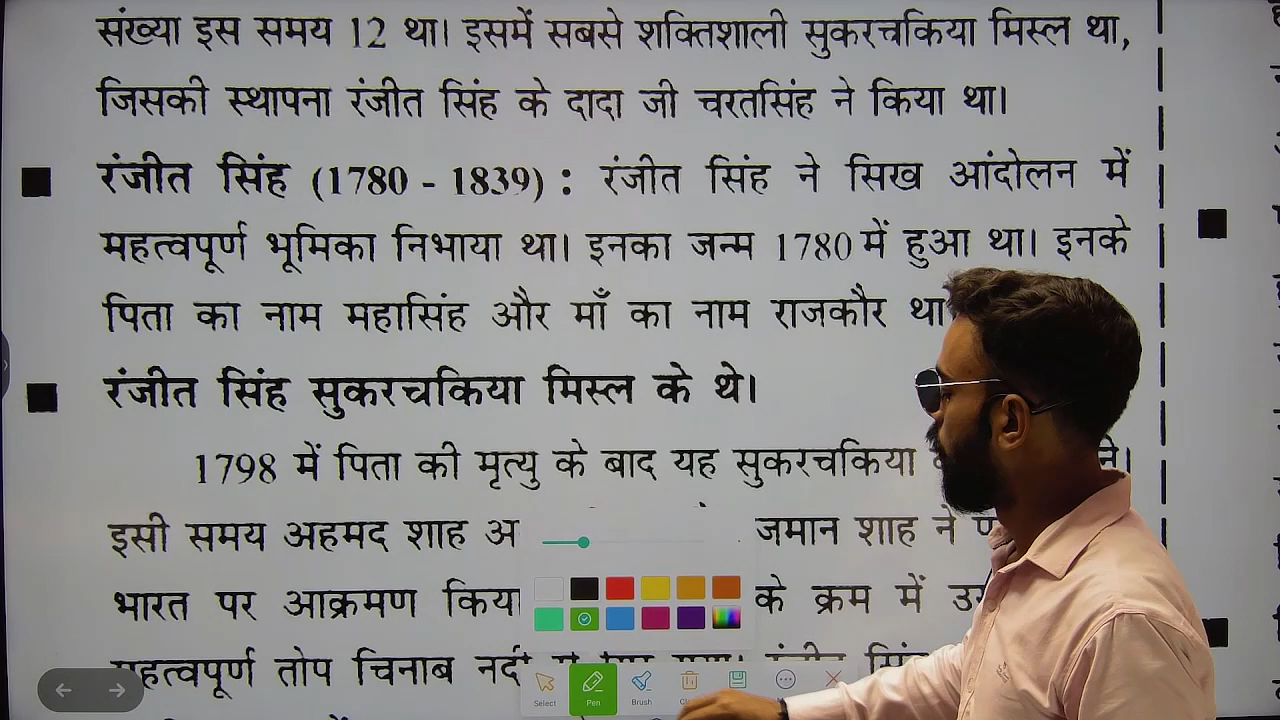 संख्या इस समय 12 था। इसमें सबसे शक्तिशाली सुकरचकिया मिस्ल था,
जिसकी स्थापना रंजीत सिंह के दादा जी चरतसिंह ने किया था।
रंजीत सिंह (1780 - 1839) : रंजीत सिंह ने सिख आंदोलन में
महत्वपूर्ण भूमिका निभाया था। इनका जन्म 1780 में हुआ था। इनके
पिता का नाम महासिंह और माँ का नाम राजकौर था
रंजीत सिंह सुकरचकिया मिस्ल के थे।
1798 में पिता की मृत्यु के बाद यह सुकरचकिया
इसी समय अहमद शाह जमान शाह ने
भारत पर आक्रमण किया के क्रम में
महत्वपूर्ण तोप चिनाब
Select Pen Brush